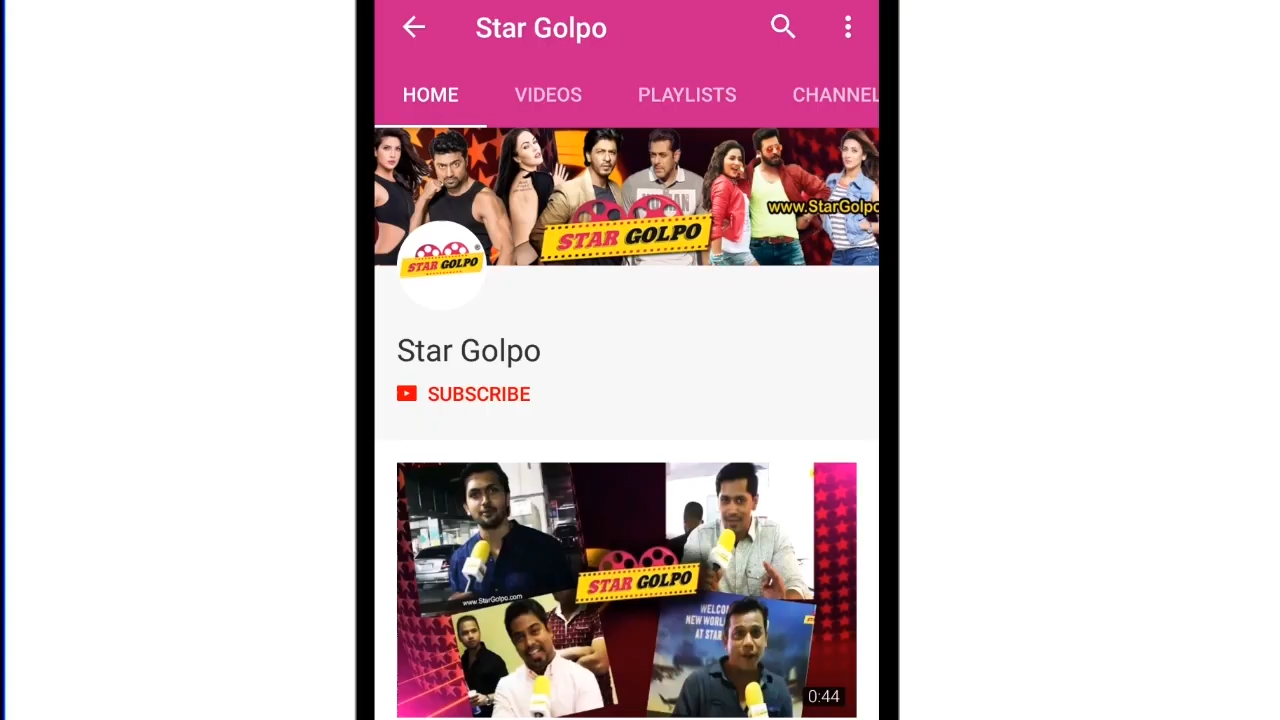 Star Golpo
HOME VIDEOS PLAYLISTS CHANNEL
www.StarGolpo
STAR GOLPO
STAR GOLPO
Star Golpo
SUBSCRIBE
STAR GOLPO
www.StarGolpo.com
WELCO
NEW WORL
AT STAR
0:44